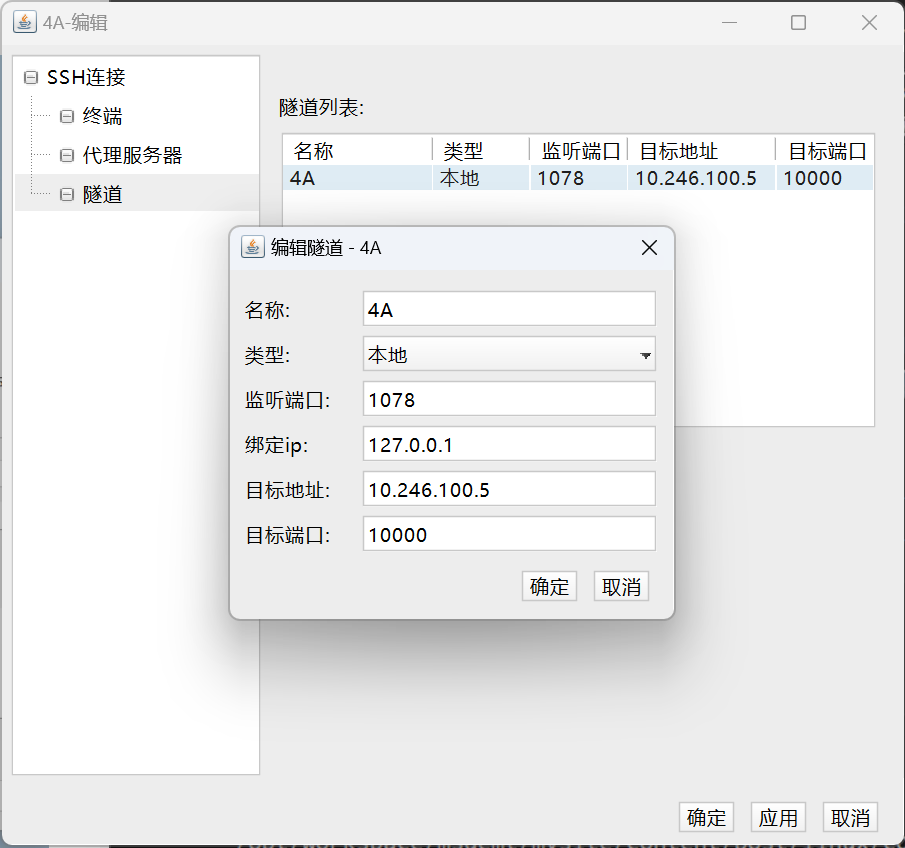 4A-编辑
SSH连接
终端
代理服务器
隧道
隧道列表:
名称 类型 监听端口 目标地址 目标端口
4A 本地 1078 10.246.100.5 10000
编辑隧道 - 4A
名称: 4A
类型: 本地
监听端口: 1078
绑定ip: 127.0.0.1
目标地址: 10.246.100.5
目标端口: 10000
确定 取消
确定 应用 取消